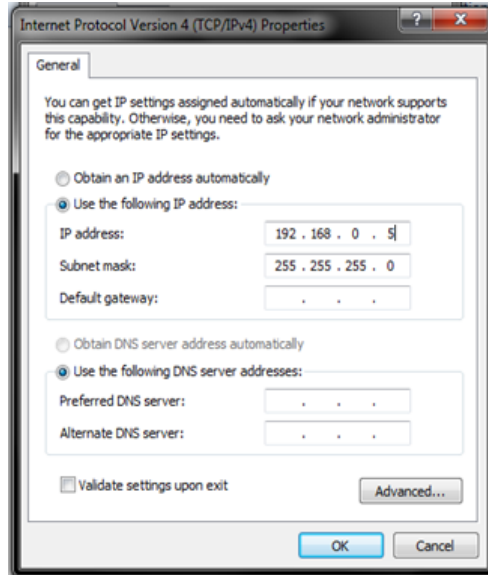 Internet Protocol Version 4 (TCP/IPv4) Properties
General
You can get IP settings assigned automatically if your network supports
this capability. Otherwise, you need to ask your network administrator
for the appropriate IP settings.
Obtain an IP address automatically
Use the following IP address:
IP address: 192 . 168 . 0 . 5
Subnet mask: 255 . 255 . 255 . 0
Default gateway: . . .
Obtain DNS server address automatically
Use the following DNS server addresses:
Preferred DNS server: . . .
Alternate DNS server: . . .
Validate settings upon exit
Advanced...
OK Cancel